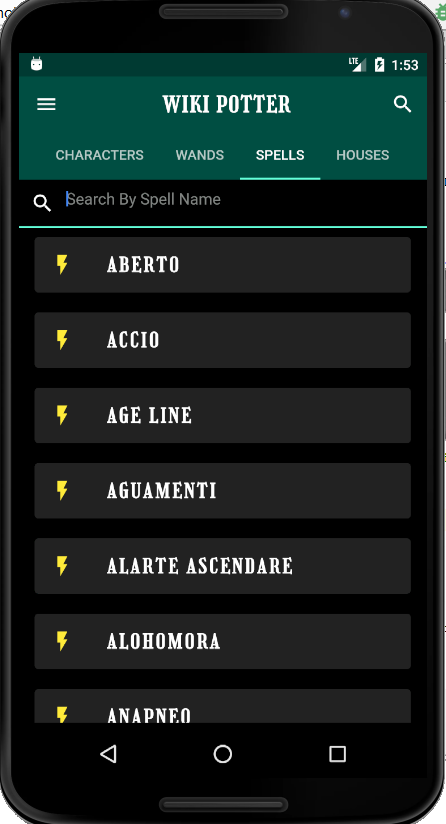 LTE 1:53
WIKI POTTER
CHARACTERS WANDS SPELLS HOUSES
Search By Spell Name
ABERTO
ACCIO
AGE LINE
AGUAMENTI
ALARTE ASCENDARE
ALOHOMORA
ANAPNEO